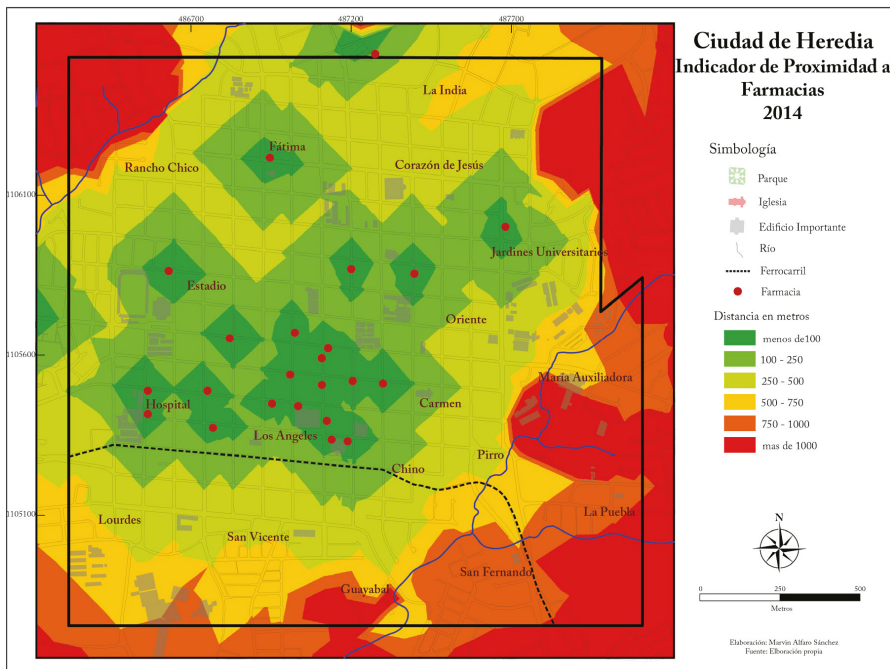 486700
487200
487700
1106100
1105600
1105100
La India
Fátima
Rancho Chico
Corazón de Jesús
Jardines Universitarios
Estadio
Oriente
María Auxiliadora
Hospital
Carmen
Los Angeles
Chino
Pirro
Lourdes
San Vicente
La Puebla
San Fernando
Guayabal
Ciudad de Heredia
Indicador de Proximidad a
Farmacias
2014
Simbología
Parque
Iglesia
Edificio Importante
Río
Ferrocarril
Farmacia
Distancia en metros
menos de100
100 - 250
250 - 500
500 - 750
750 - 1000
mas de 1000
N
0 250 500
Metros
Elaboración: Marvin Alfaro Sánchez
Fuente: Elboración propia